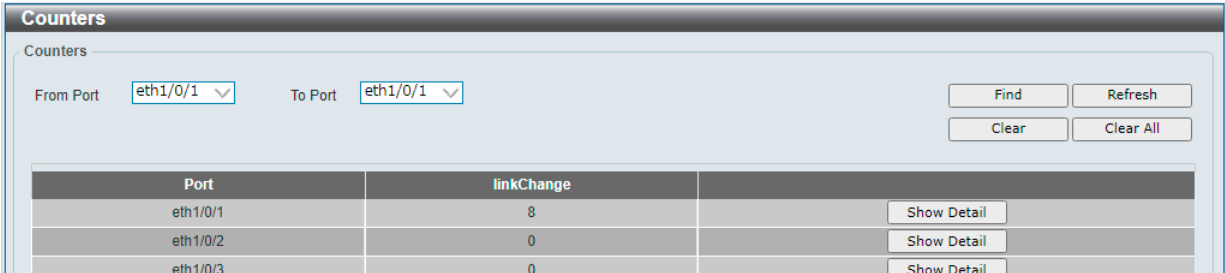 Counters
Counters
From Port eth1/0/1 To Port eth1/0/1 Find Refresh
Clear Clear All
Port linkChange
eth1/0/1 8 Show Detail
eth1/0/2 0 Show Detail
eth1/0/3 0 Show Detail